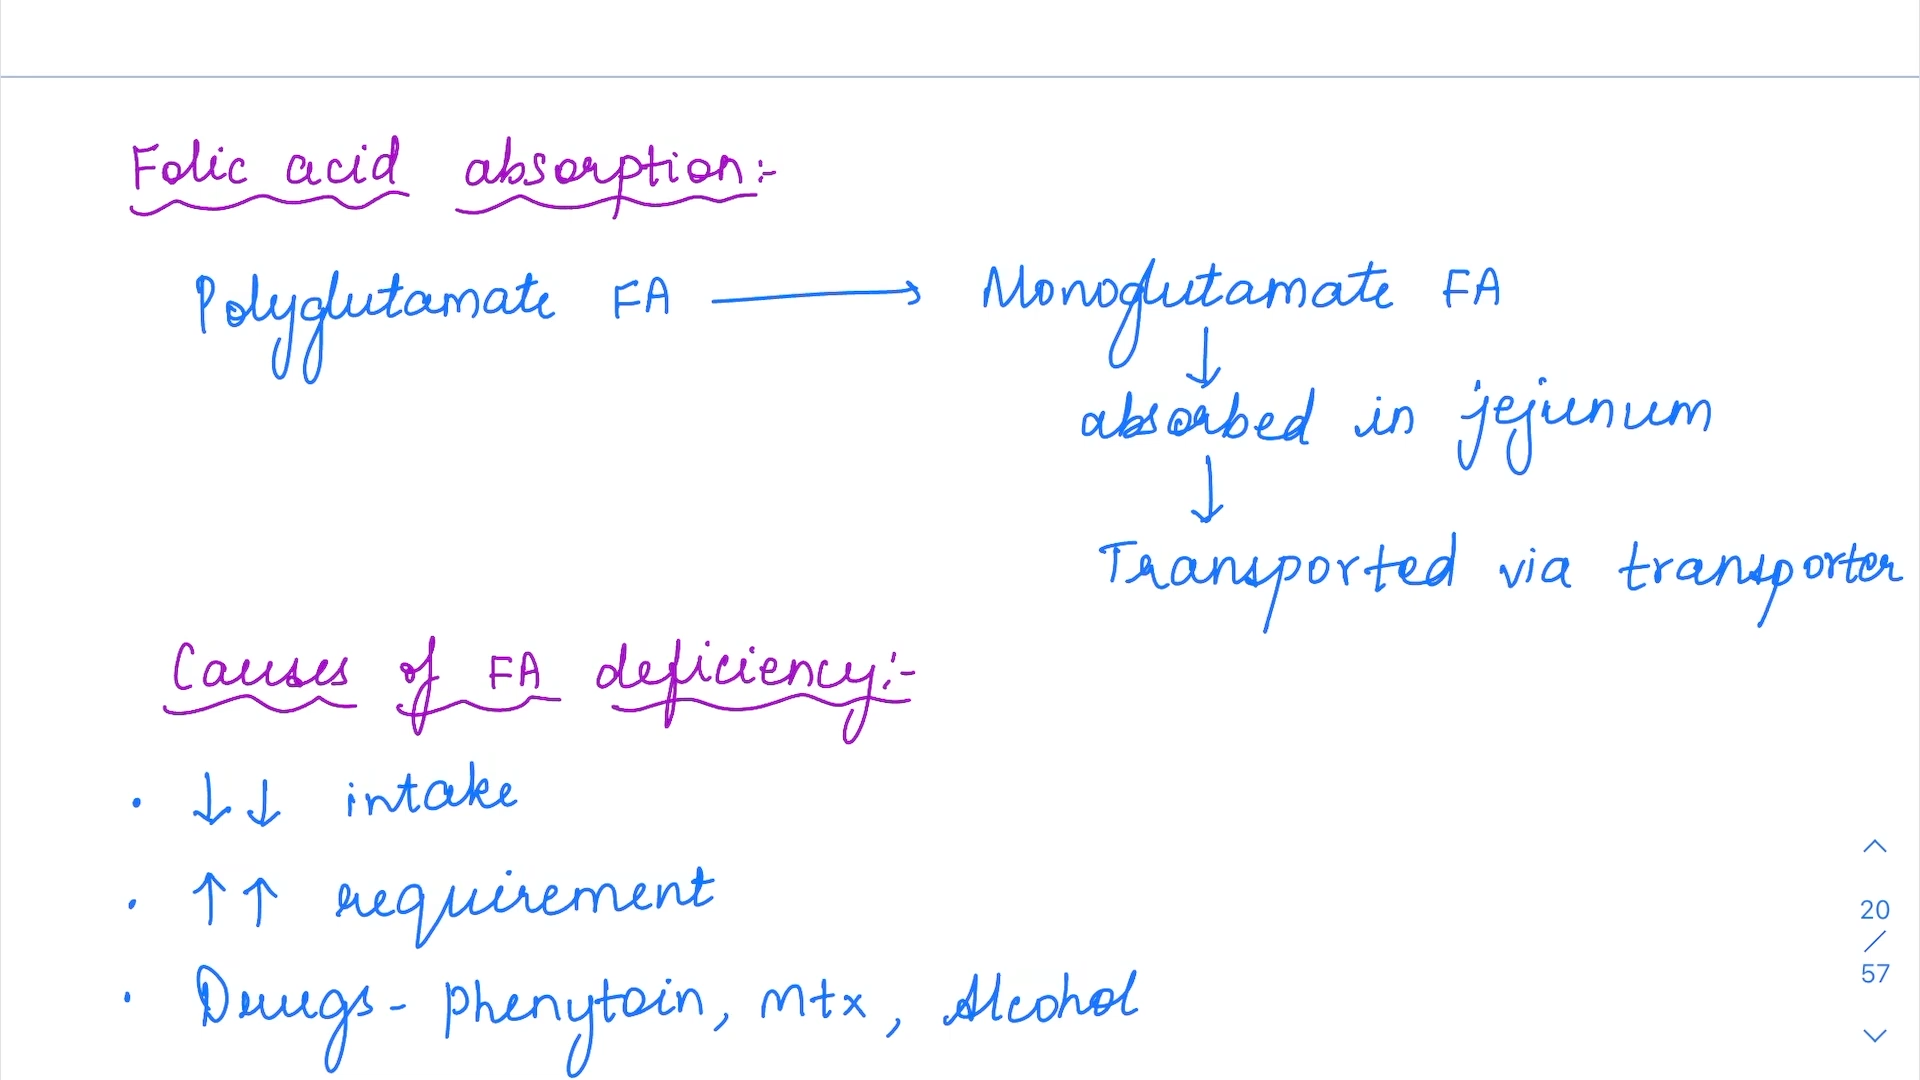 Folic acid absorption:-
Polyglutamate FA → Monoglutamate FA
↓
absorbed in jejunum
↓
Transported via transporter
Causes of FA deficiency:-
• ↓↓ intake
• ↑↑ requirement
• Drugs - phenytoin, mtx, Alcohol
20
/
57